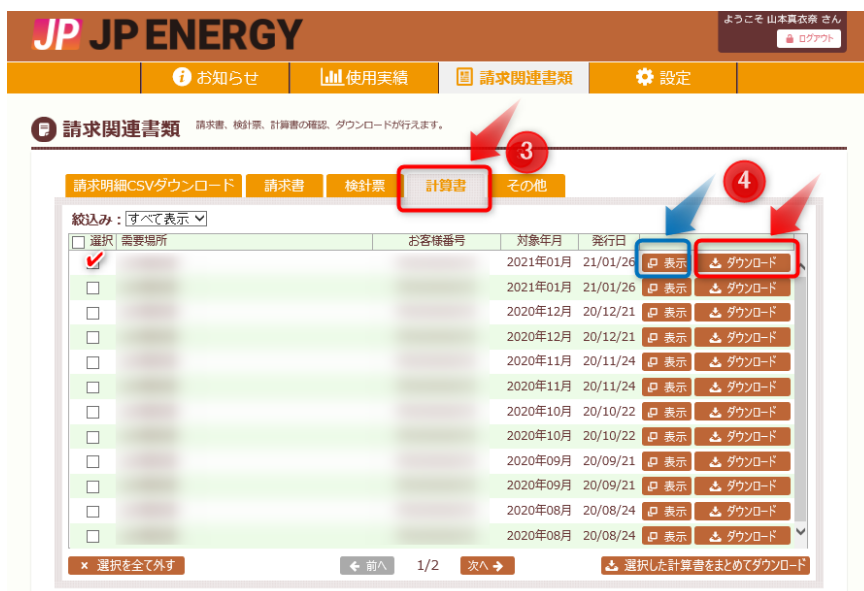 ようこそ 山本真衣奈 さん
JP JP ENERGY
ログアウト
お知らせ 使用実績 請求関連書類 設定
請求関連書類 請求書、検針票、計算書の確認、ダウンロードが行えます。
3
4
請求明細CSVダウンロード 請求書 検針票 計算書 その他
絞込み：すべて表示
選択 需要場所 お客様番号 対象年月 発行日
2021年01月 21/01/26 表示 ダウンロード
2021年01月 21/01/26 表示 ダウンロード
2020年12月 20/12/21 表示 ダウンロード
2020年12月 20/12/21 表示 ダウンロード
2020年11月 20/11/24 表示 ダウンロード
2020年11月 20/11/24 表示 ダウンロード
2020年10月 20/10/22 表示 ダウンロード
2020年10月 20/10/22 表示 ダウンロード
2020年09月 20/09/21 表示 ダウンロード
2020年09月 20/09/21 表示 ダウンロード
2020年08月 20/08/24 表示 ダウンロード
2020年08月 20/08/24 表示 ダウンロード
× 選択を全て外す 前へ 1/2 次へ 選択した計算書をまとめてダウンロード